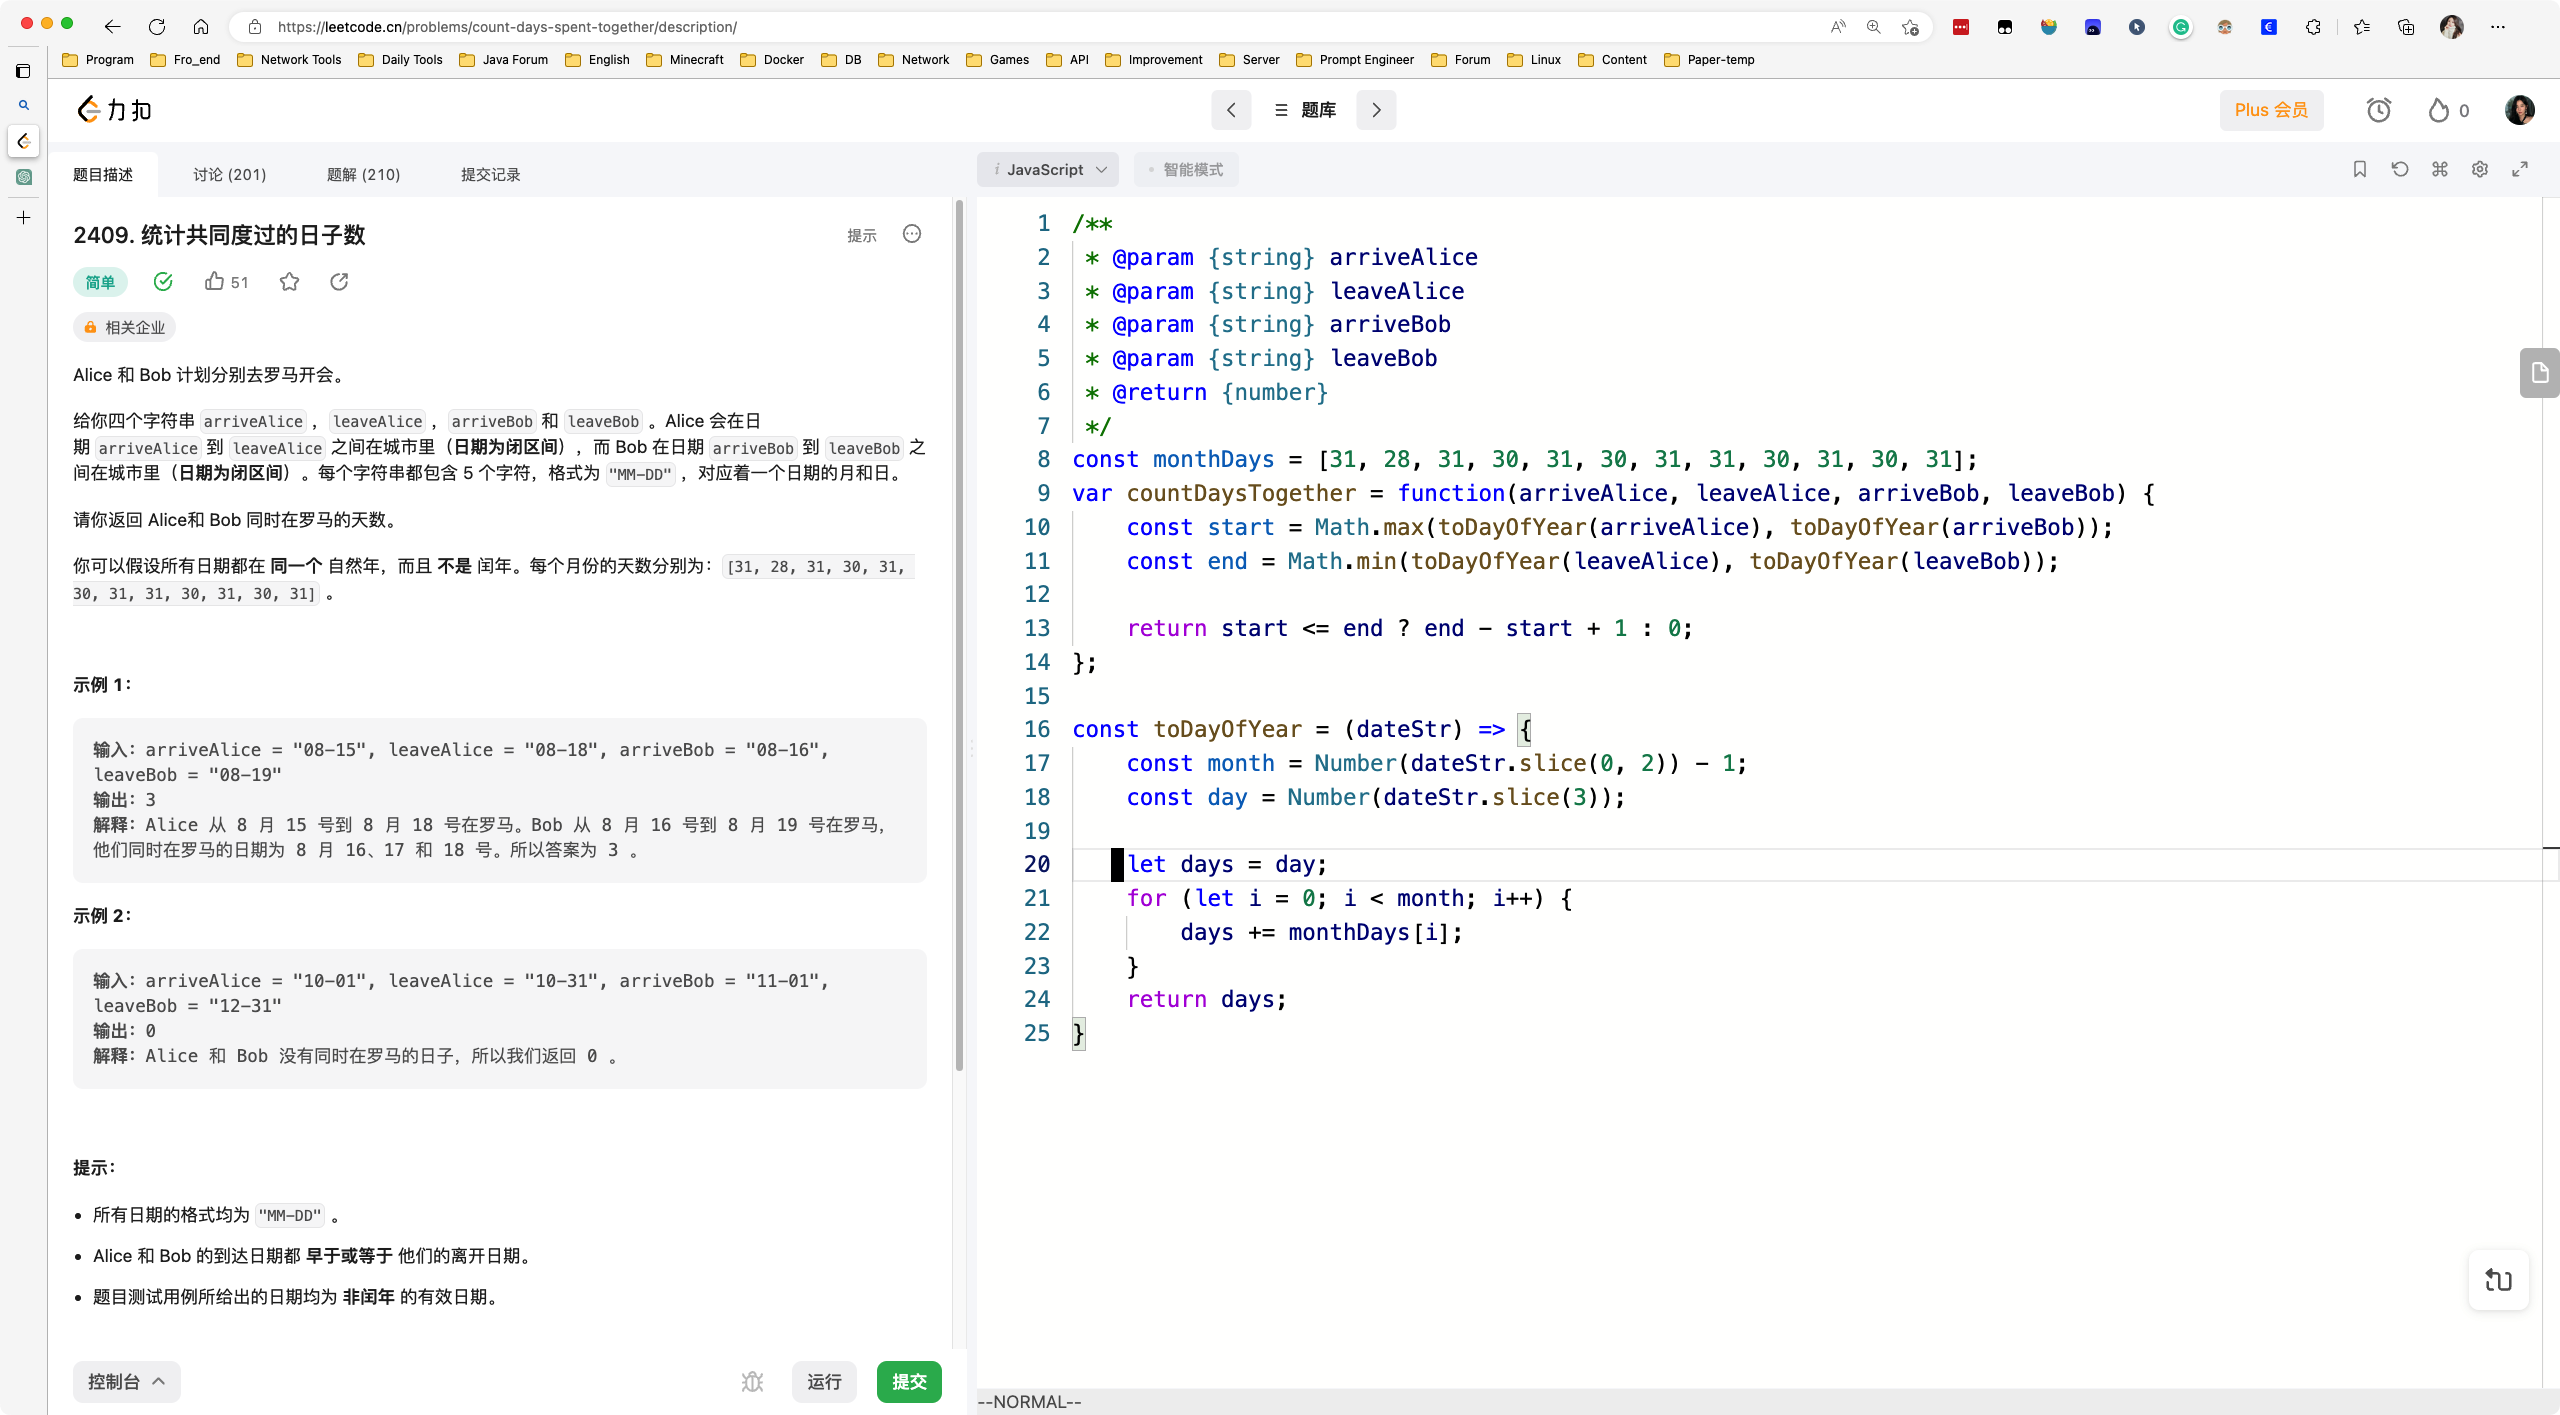 https://leetcode.cn/problems/count-days-spent-together/description/
Program Fro_end Network Tools Daily Tools Java Forum English Minecraft Docker DB Network Games API Improvement Server Prompt Engineer Forum Linux Content Paper-temp
力扣
题库
Plus 会员
0
题目描述 讨论 (201) 题解 (210) 提交记录
2409. 统计共同度过的日子数
提示
简单 51
相关企业
Alice 和 Bob 计划分别去罗马开会。
给你四个字符串 arriveAlice ，leaveAlice ，arriveBob 和 leaveBob 。Alice 会在日
期 arriveAlice 到 leaveAlice 之间在城市里（日期为闭区间），而 Bob 在日期 arriveBob 到 leaveBob 之
间在城市里（日期为闭区间）。每个字符串都包含 5 个字符，格式为 "MM-DD" ，对应着一个日期的月和日。
请你返回 Alice和 Bob 同时在罗马的天数。
你可以假设所有日期都在 同一个 自然年，而且 不是 闰年。每个月份的天数分别为：[31, 28, 31, 30, 31,
30, 31, 31, 30, 31, 30, 31] 。
示例 1：
输入：arriveAlice = "08-15", leaveAlice = "08-18", arriveBob = "08-16",
leaveBob = "08-19"
输出：3
解释：Alice 从 8 月 15 号到 8 月 18 号在罗马。Bob 从 8 月 16 号到 8 月 19 号在罗马，
他们同时在罗马的日期为 8 月 16、17 和 18 号。所以答案为 3 。
示例 2：
输入：arriveAlice = "10-01", leaveAlice = "10-31", arriveBob = "11-01",
leaveBob = "12-31"
输出：0
解释：Alice 和 Bob 没有同时在罗马的日子，所以我们返回 0 。
提示：
• 所有日期的格式均为 "MM-DD" 。
• Alice 和 Bob 的到达日期都 早于或等于 他们的离开日期。
• 题目测试用例所给出的日期均为 非闰年 的有效日期。
控制台 运行 提交
i JavaScript 智能模式
1 /**
2 * @param {string} arriveAlice
3 * @param {string} leaveAlice
4 * @param {string} arriveBob
5 * @param {string} leaveBob
6 * @return {number}
7 */
8 const monthDays = [31, 28, 31, 30, 31, 30, 31, 31, 30, 31, 30, 31];
9 var countDaysTogether = function(arriveAlice, leaveAlice, arriveBob, leaveBob) {
10 const start = Math.max(toDayOfYear(arriveAlice), toDayOfYear(arriveBob));
11 const end = Math.min(toDayOfYear(leaveAlice), toDayOfYear(leaveBob));
12
13 return start <= end ? end - start + 1 : 0;
14 };
15
16 const toDayOfYear = (dateStr) => {
17 const month = Number(dateStr.slice(0, 2)) - 1;
18 const day = Number(dateStr.slice(3));
19
20 let days = day;
21 for (let i = 0; i < month; i++) {
22 days += monthDays[i];
23 }
24 return days;
25 }
--NORMAL--